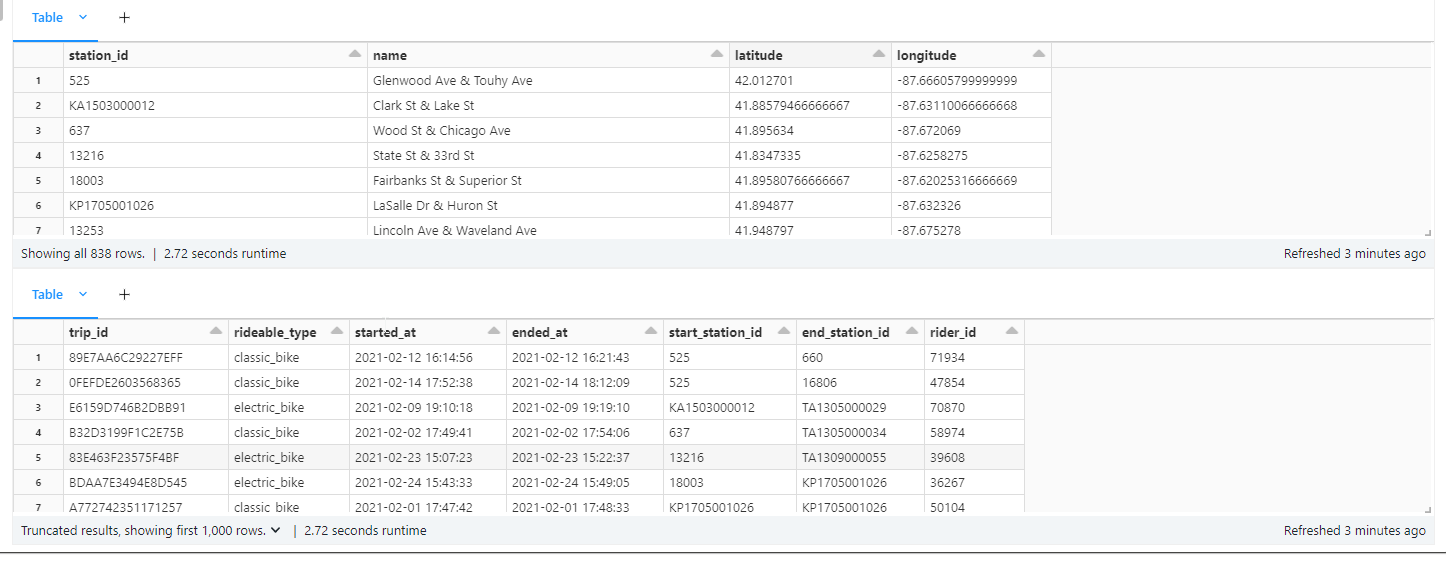 Table
station_id name latitude longitude
1 525 Glenwood Ave & Touhy Ave 42.012701 -87.66605799999999
2 KA1503000012 Clark St & Lake St 41.88579466666667 -87.63110066666668
3 637 Wood St & Chicago Ave 41.895634 -87.672069
4 13216 State St & 33rd St 41.8347335 -87.6258275
5 18003 Fairbanks St & Superior St 41.89580766666667 -87.62025316666669
6 KP1705001026 LaSalle Dr & Huron St 41.894877 -87.632326
7 13253 Lincoln Ave & Waveland Ave 41.948797 -87.675278
Showing all 838 rows. | 2.72 seconds runtime Refreshed 3 minutes ago
Table
trip_id rideable_type started_at ended_at start_station_id end_station_id rider_id
1 89E7AA6C29227EFF classic_bike 2021-02-12 16:14:56 2021-02-12 16:21:43 525 660 71934
2 0FEFDE2603568365 classic_bike 2021-02-14 17:52:38 2021-02-14 18:12:09 525 16806 47854
3 E6159D746B2DBB91 electric_bike 2021-02-09 19:10:18 2021-02-09 19:19:10 KA1503000012 TA1305000029 70870
4 B32D3199F1C2E75B classic_bike 2021-02-02 17:49:41 2021-02-02 17:54:06 637 TA1305000034 58974
5 83E463F23575F4BF electric_bike 2021-02-23 15:07:23 2021-02-23 15:22:37 13216 TA1309000055 39608
6 BDAA7E3494E8D545 electric_bike 2021-02-24 15:43:33 2021-02-24 15:49:05 18003 KP1705001026 36267
7 A772742351171257 classic_bike 2021-02-01 17:47:42 2021-02-01 17:48:33 KP1705001026 KP1705001026 50104
Truncated results, showing first 1,000 rows. | 2.72 seconds runtime Refreshed 3 minutes ago